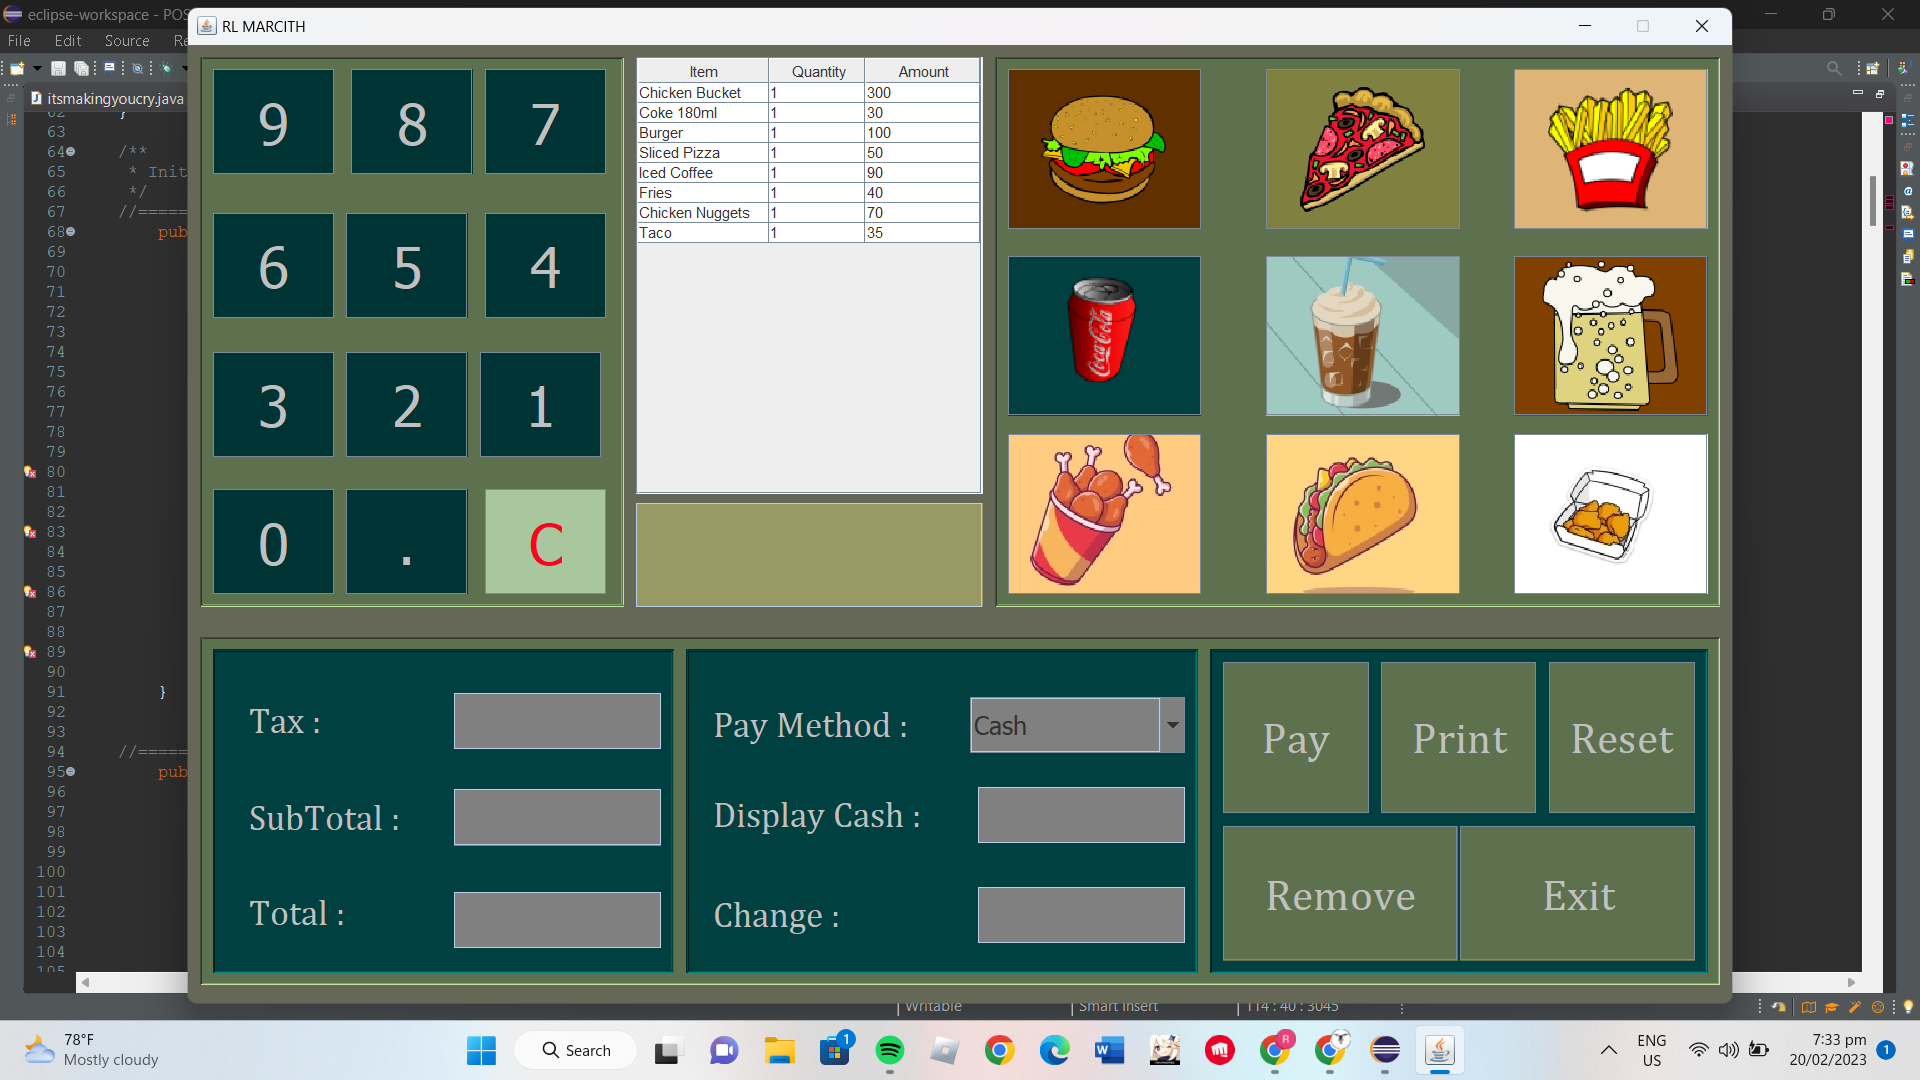 eclipse-workspace - POS
RL MARCITH
File Edit Source Re
itsmakingyoucry.java
62 }
63
64 /**
65 * Init
66 */
67 //======
68 pub
69
70
71
72
73
74
75
76
77
78
79
80
81
82
83
84
85
86
87
88
89
90
91 }
92
93
94 //======
95 pub
96
97
98
99
100
101
102
103
104
105
9 8 7
6 5 4
3 2 1
0 . C
Item Quantity Amount
Chicken Bucket 1 300
Coke 180ml 1 30
Burger 1 100
Sliced Pizza 1 50
Iced Coffee 1 90
Fries 1 40
Chicken Nuggets 1 70
Taco 1 35
Coca-Cola
Tax :
SubTotal :
Total :
Pay Method : Cash
Display Cash :
Change :
Pay Print Reset
Remove Exit
Writable Smart Insert 114 : 40 : 3045
78°F
Mostly cloudy
Search
1
R
W
ENG
US
7:33 pm
20/02/2023
1